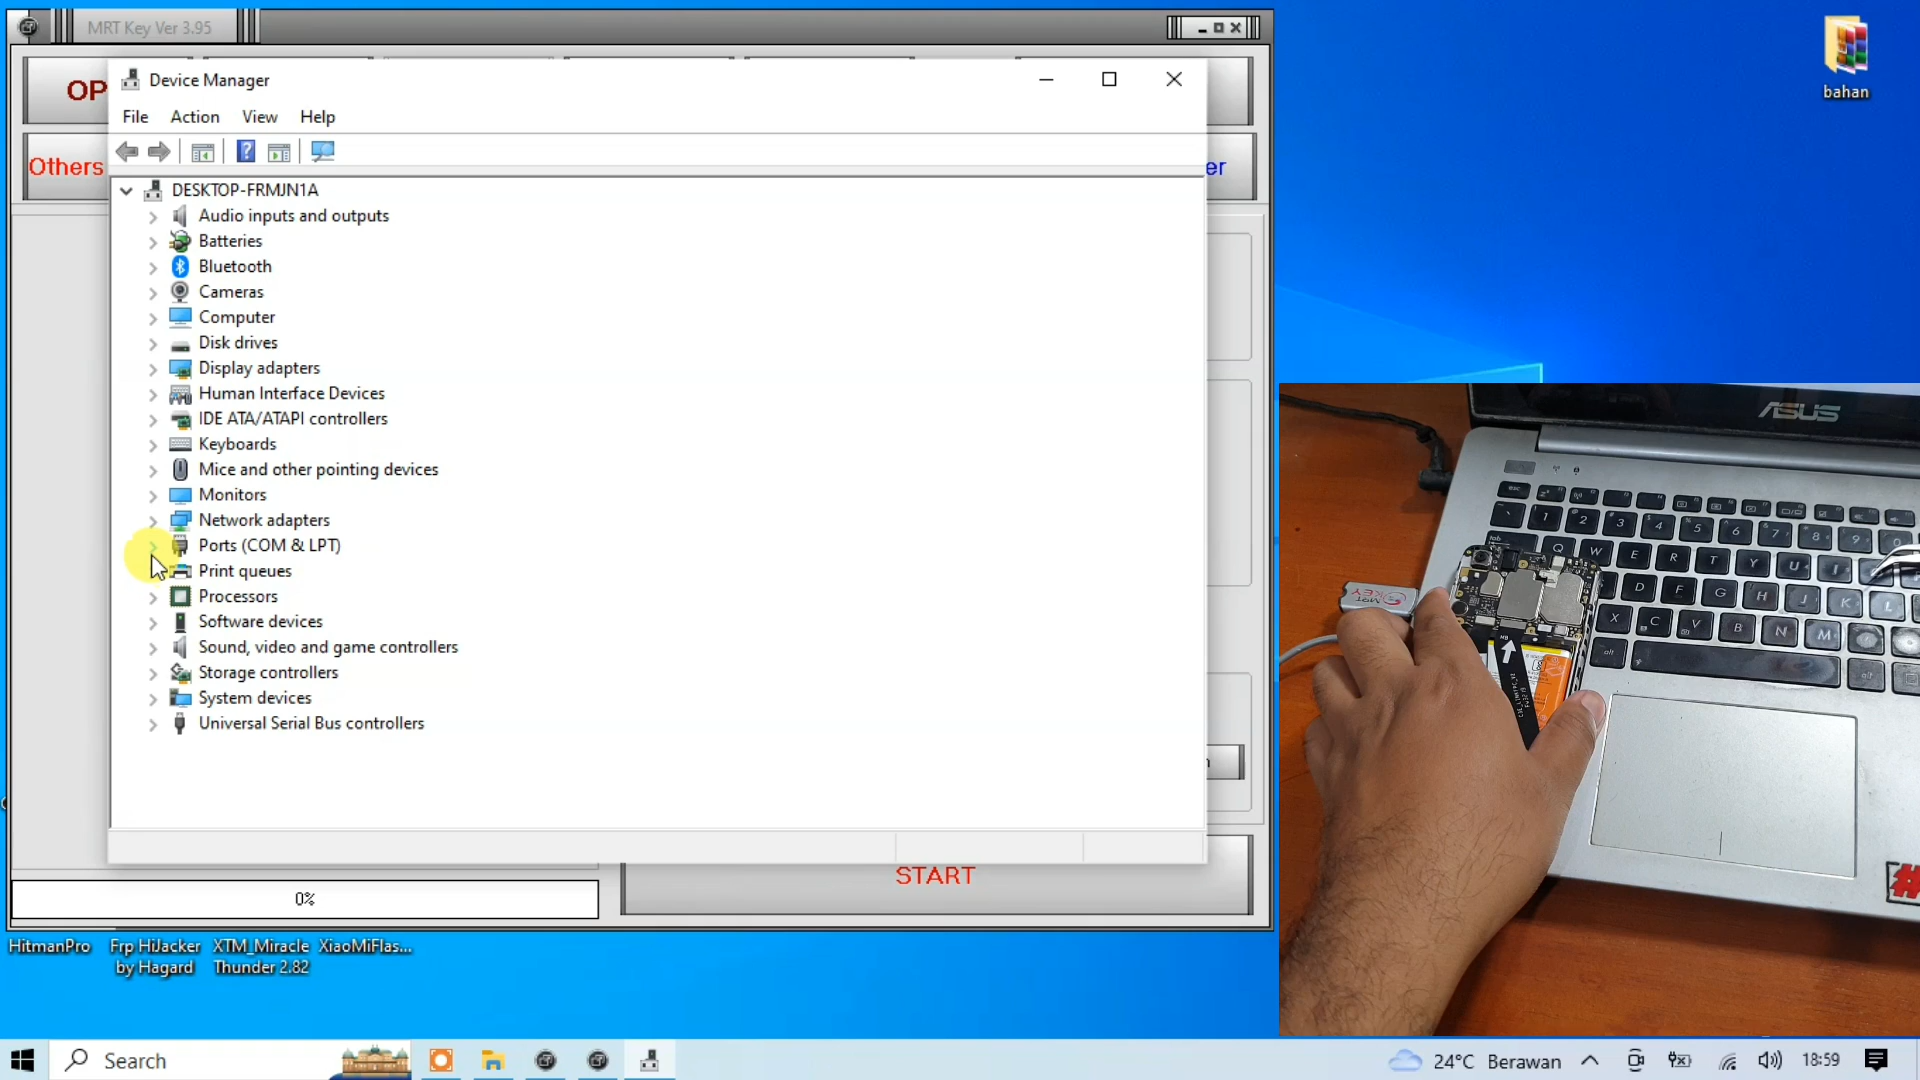 MRT Key Ver 3.95
bahan
OP
Device Manager
File Action View Help
Others
er
DESKTOP-FRMJN1A
Audio inputs and outputs
Batteries
Bluetooth
Cameras
Computer
Disk drives
Display adapters
Human Interface Devices
IDE ATA/ATAPI controllers
Keyboards
Mice and other pointing devices
Monitors
Network adapters
Ports (COM & LPT)
Print queues
Processors
Software devices
Sound, video and game controllers
Storage controllers
System devices
Universal Serial Bus controllers
START
0%
HitmanPro
Frp HiJacker by Hagard
XTM_Miracle Thunder 2.82
XiaoMiFlas...
ASUS
MRT KEY
Search
24°C Berawan
18:59